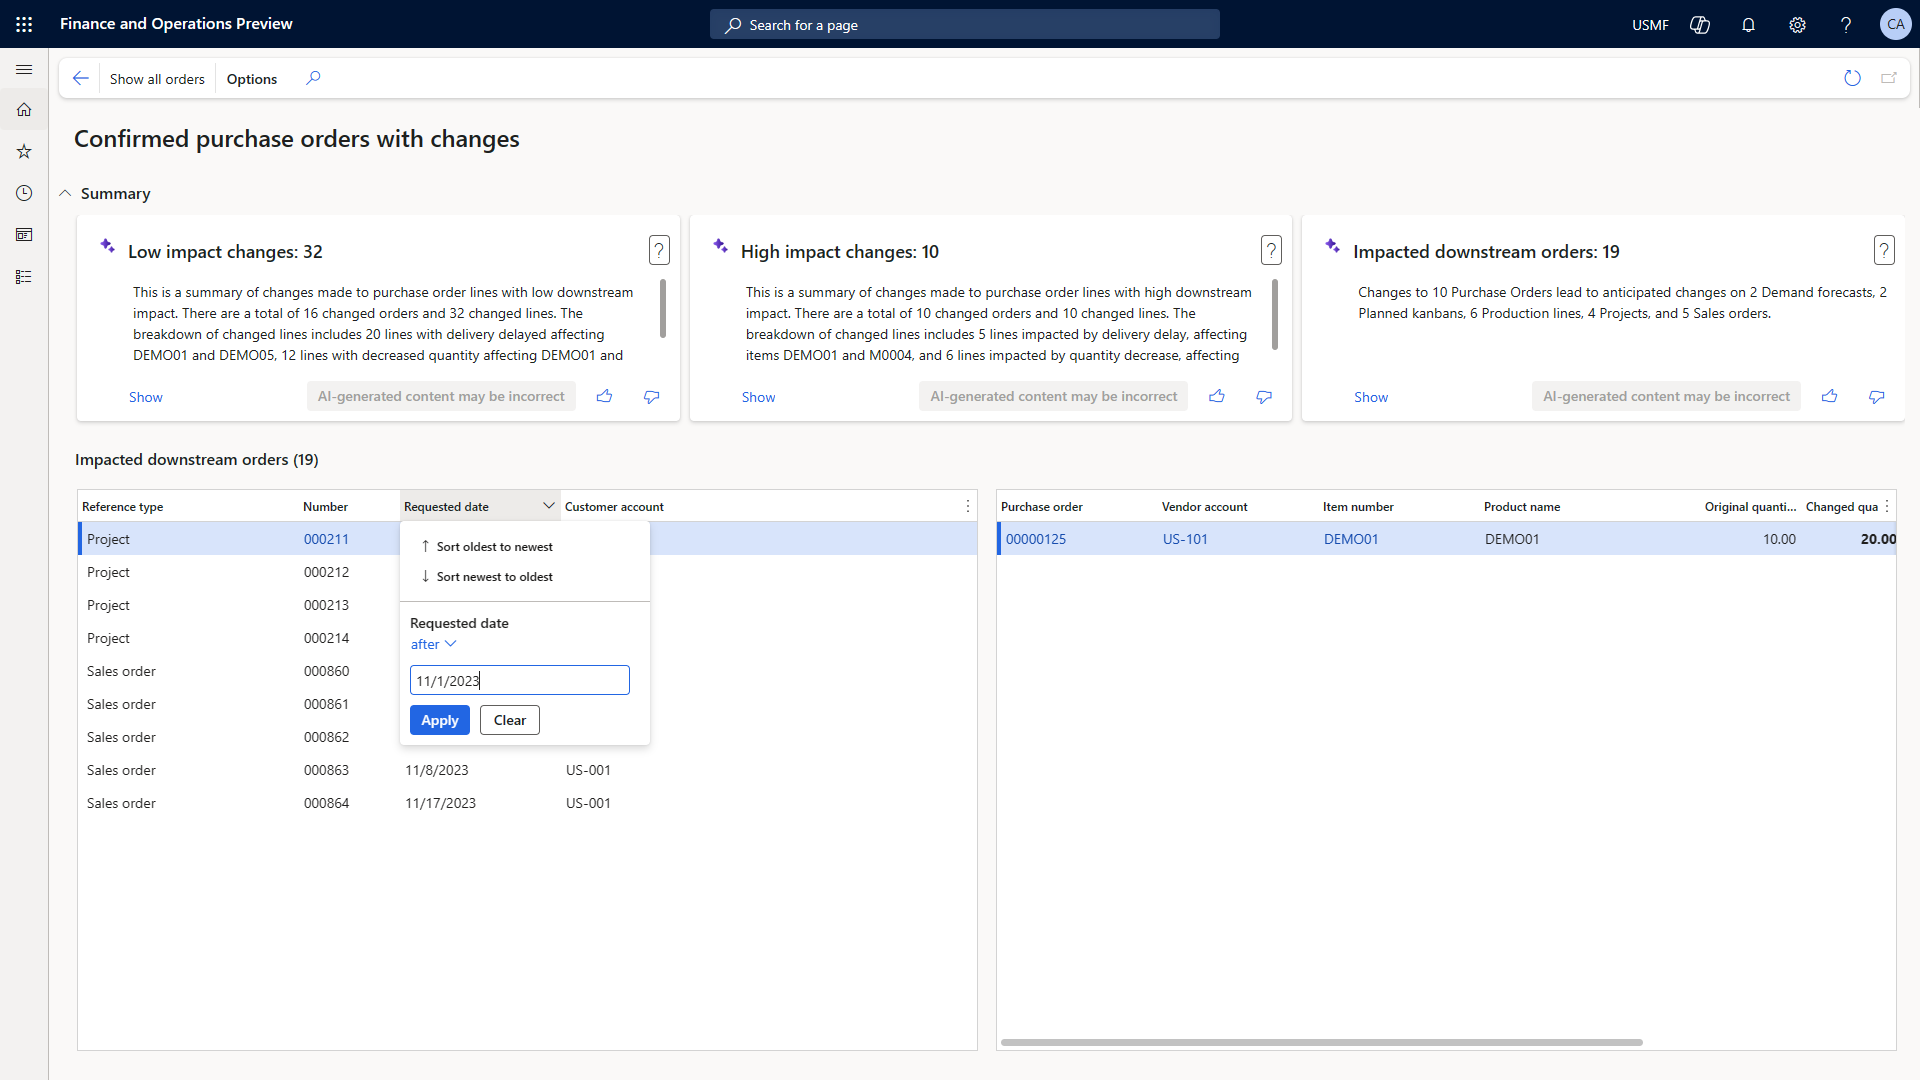 Finance and Operations Preview
Search for a page
USMF
?
CA
Show all orders
Options
Confirmed purchase orders with changes
Summary
Low impact changes: 32
?
This is a summary of changes made to purchase order lines with low downstream
impact. There are a total of 16 changed orders and 32 changed lines. The
breakdown of changed lines includes 20 lines with delivery delayed affecting
DEMO01 and DEMO05, 12 lines with decreased quantity affecting DEMO01 and
Show
AI-generated content may be incorrect
High impact changes: 10
?
This is a summary of changes made to purchase order lines with high downstream
impact. There are a total of 10 changed orders and 10 changed lines. The
breakdown of changed lines includes 5 lines impacted by delivery delay, affecting
items DEMO01 and M0004, and 6 lines impacted by quantity decrease, affecting
Show
AI-generated content may be incorrect
Impacted downstream orders: 19
?
Changes to 10 Purchase Orders lead to anticipated changes on 2 Demand forecasts, 2
Planned kanbans, 6 Production lines, 4 Projects, and 5 Sales orders.
Show
AI-generated content may be incorrect
Impacted downstream orders (19)
Reference type Number Requested date Customer account
Project 000211
Project 000212
Project 000213
Project 000214
Sales order 000860
Sales order 000861
Sales order 000862
Sales order 000863 11/8/2023 US-001
Sales order 000864 11/17/2023 US-001
Sort oldest to newest
Sort newest to oldest
Requested date
after
11/1/2023
Apply Clear
Purchase order Vendor account Item number Product name Original quanti... Changed qua
00000125 US-101 DEMO01 DEMO01 10.00 20.00